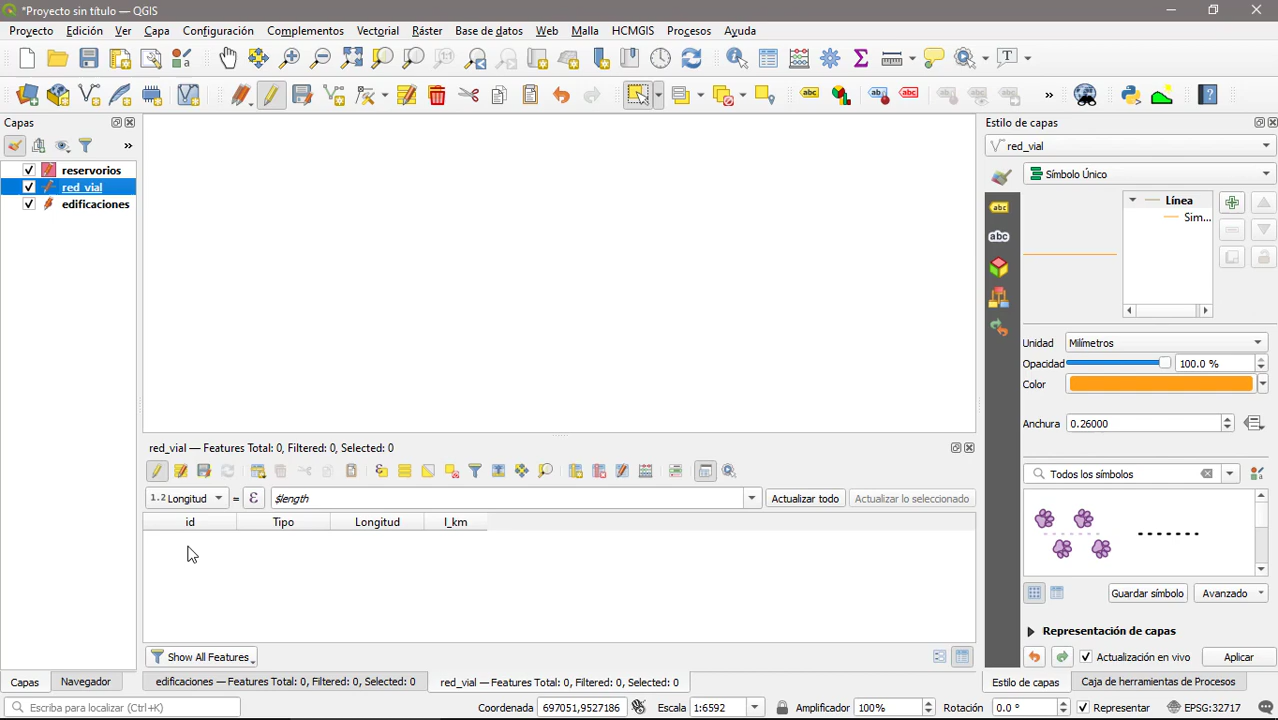 *Proyecto sin título — QGIS
Proyecto Edición Ver Capa Configuración Complementos Vectorial Ráster Base de datos Web Malla HCMGIS Procesos Ayuda
Capas
reservorios
red_vial
edificaciones
Estilo de capas
red_vial
Símbolo Único
Línea
Sim...
Unidad Milímetros
Opacidad 100.0 %
Color
Anchura 0.26000
Todos los símbolos
Guardar símbolo Avanzado
Representación de capas
Actualización en vivo Aplicar
red_vial — Features Total: 0, Filtered: 0, Selected: 0
1.2 Longitud = ε $length Actualizar todo Actualizar lo seleccionado
id Tipo Longitud l_km
Show All Features
Capas Navegador
edificaciones — Features Total: 0, Filtered: 0, Selected: 0 red_vial — Features Total: 0, Filtered: 0, Selected: 0
Estilo de capas Caja de herramientas de Procesos
Escriba para localizar (Ctrl+K) Coordenada 697051,9527186 Escala 1:6592 Amplificador 100% Rotación 0.0 ° Representar EPSG:32717